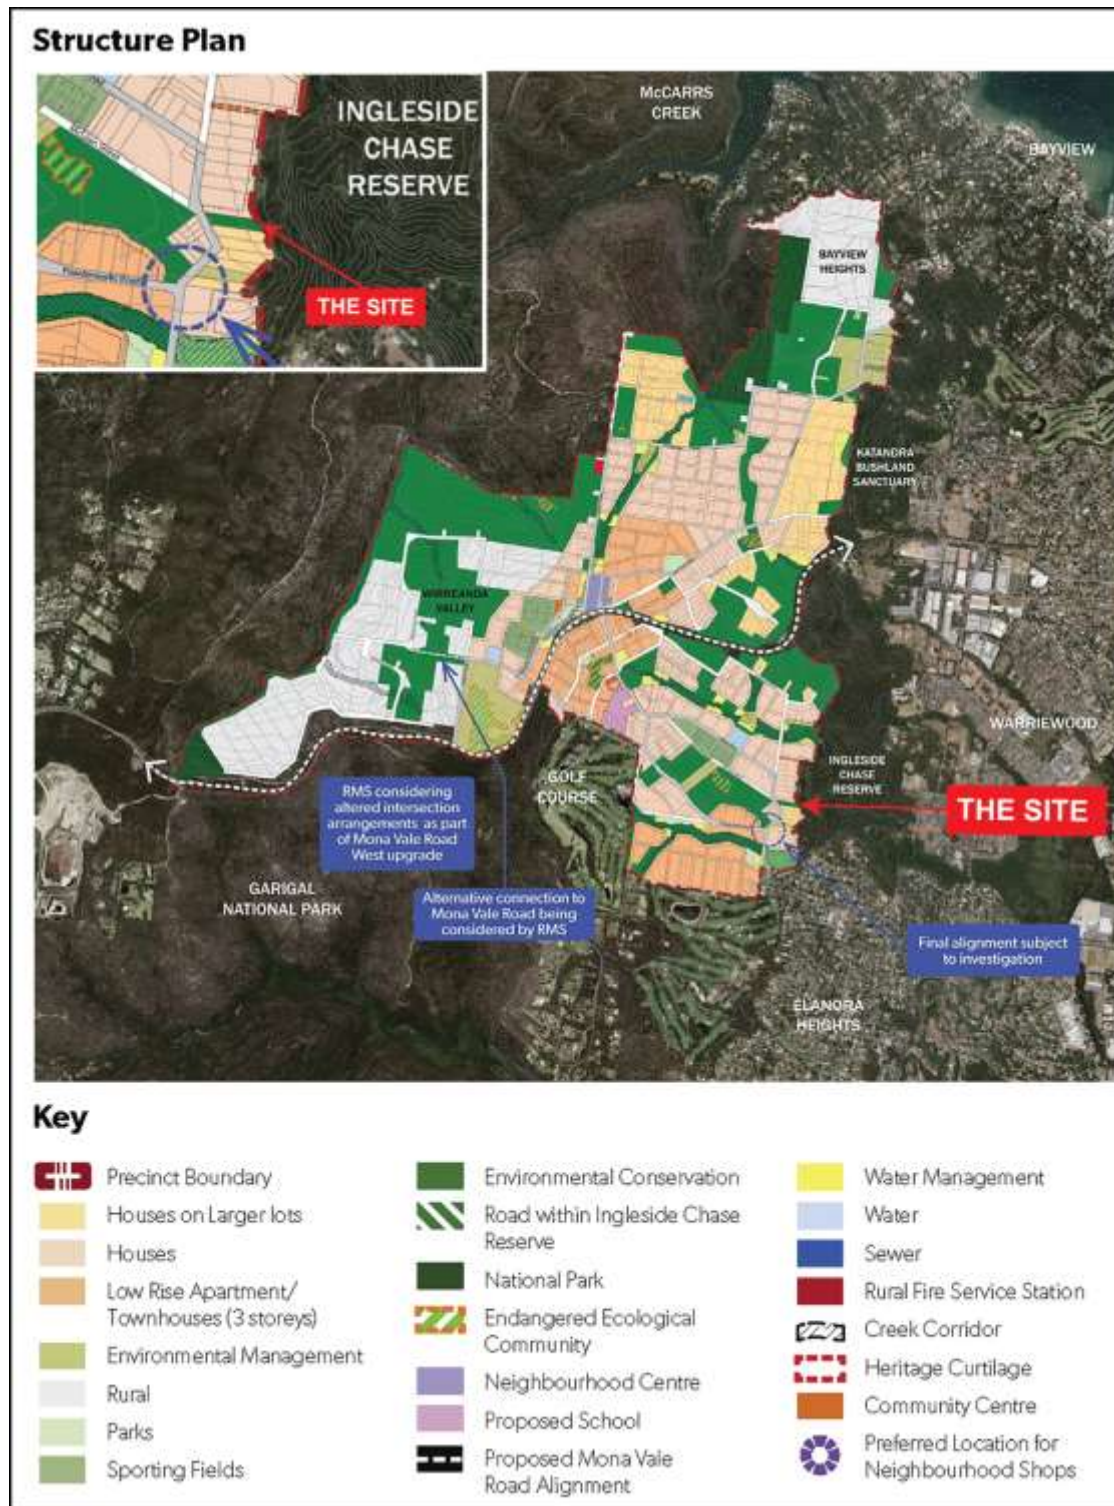 Structure Plan
INGLESIDE
CHASE
RESERVE
THE SITE
McCARRS
CREEK
BAYVIEW
BAYVIEW
HEIGHTS
KATANDRA
BUSHLAND
SANCTUARY
WIRREANDA
VALLEY
WARRIEWOOD
INGLESIDE
CHASE
RESERVE
THE SITE
GOLF
COURSE
RMS considering
altered intersection
arrangements as part
of Mona Vale Road
West upgrade
GARIGAL
NATIONAL PARK
Alternative connection to
Mona Vale Road being
considered by RMS
Final alignment subject
to investigation
ELANORA
HEIGHTS
Key
Precinct Boundary
Houses on Larger lots
Houses
Low Rise Apartment/
Townhouses (3 storeys)
Environmental Management
Rural
Parks
Sporting Fields
Environmental Conservation
Road within Ingleside Chase
Reserve
National Park
Endangered Ecological
Community
Neighbourhood Centre
Proposed School
Proposed Mona Vale
Road Alignment
Water Management
Water
Sewer
Rural Fire Service Station
Creek Corridor
Heritage Curtilage
Community Centre
Preferred Location for
Neighbourhood Shops